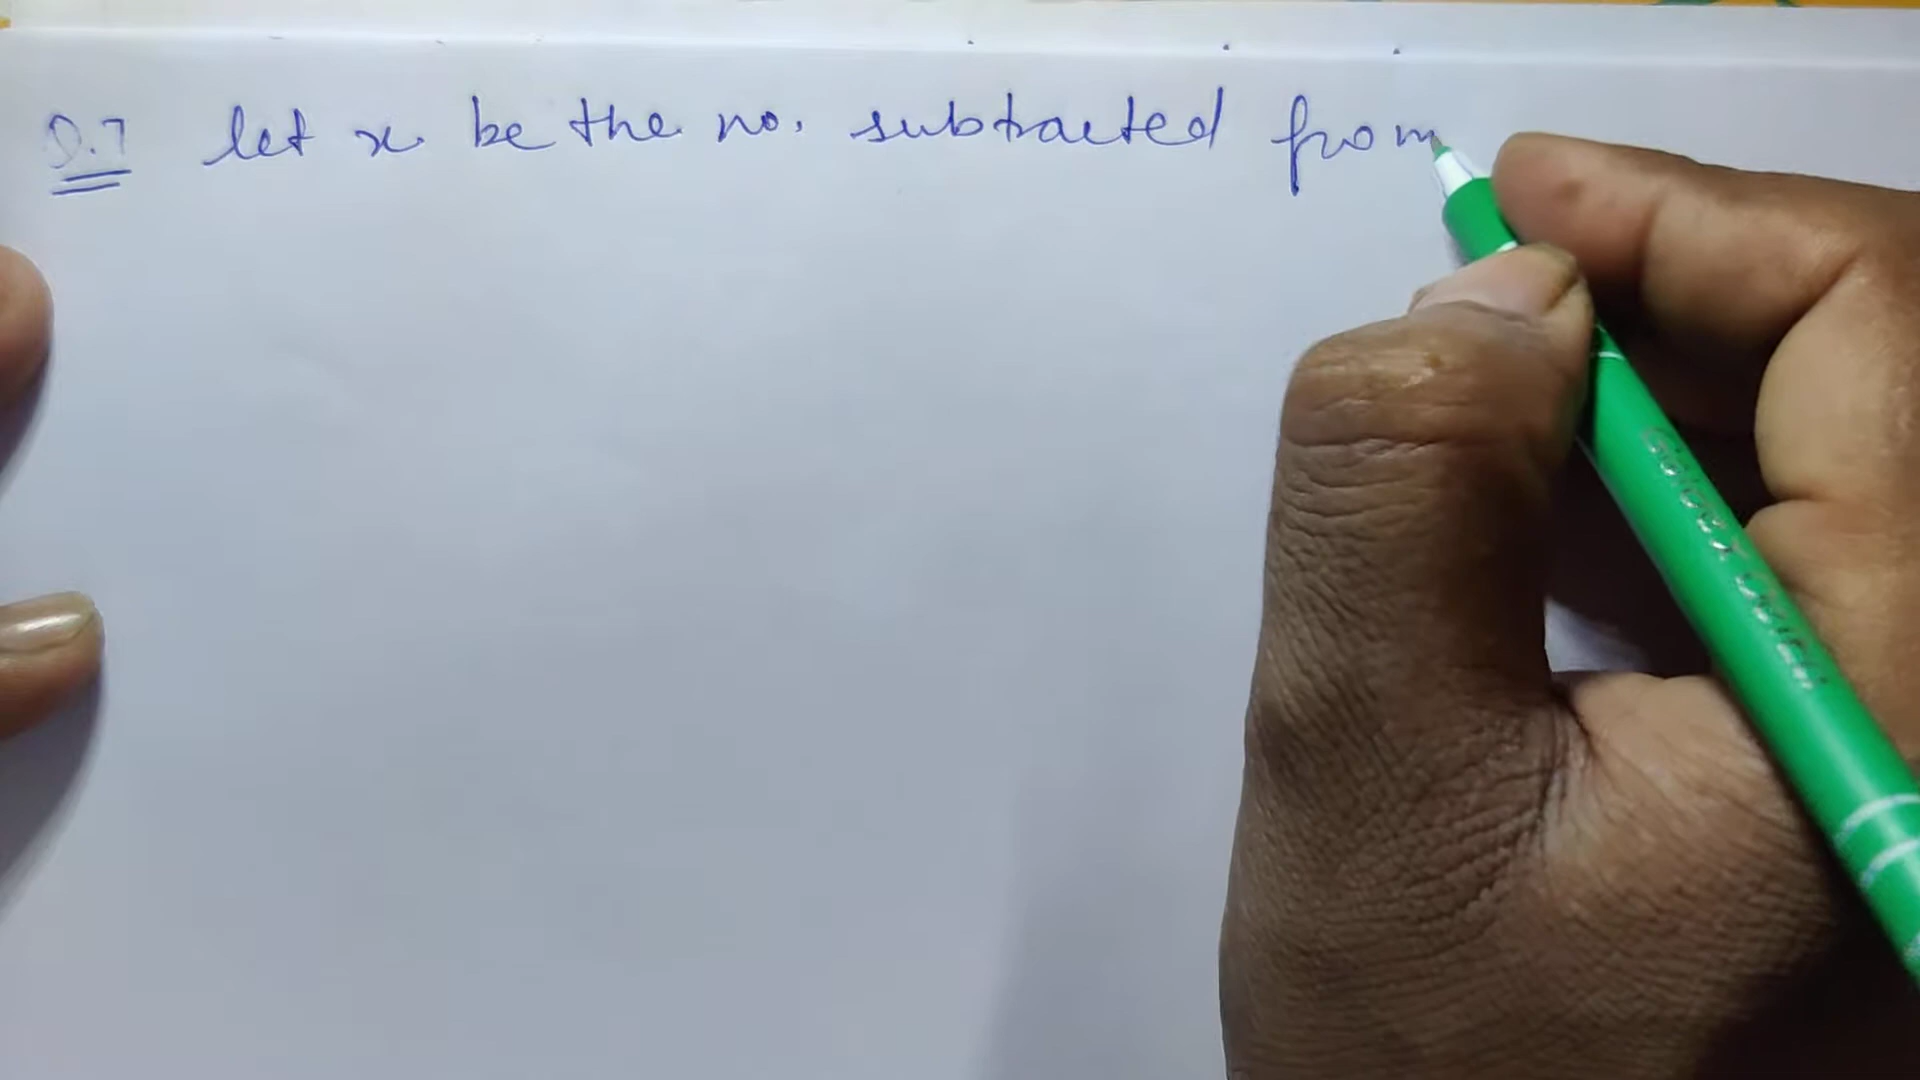 Q.7 let x be the no. subtracted from